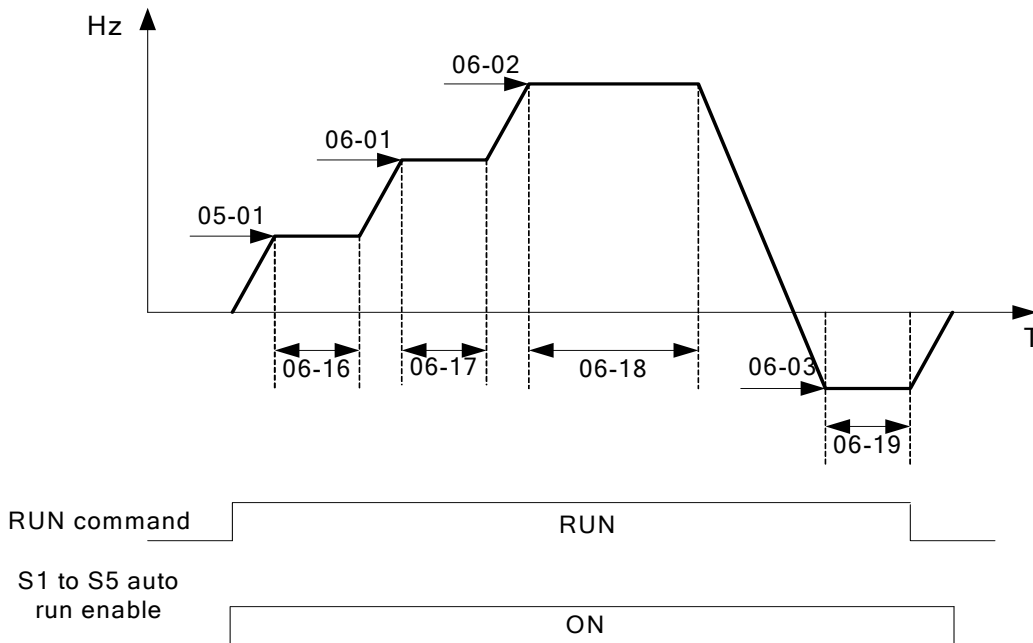 Hz
06-02
06-01
05-01
T
06-16
06-17
06-18
06-03
06-19
RUN command
RUN
S1 to S5 auto
run enable
ON